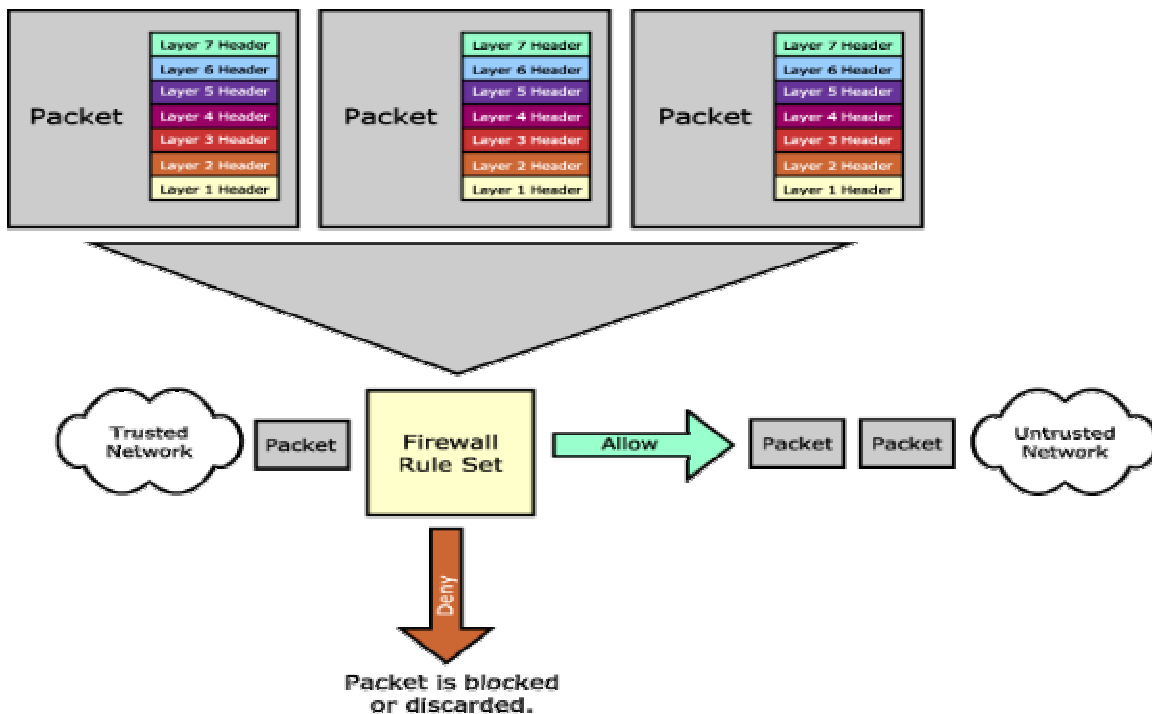 Packet
Layer 7 Header
Layer 6 Header
Layer 5 Header
Layer 4 Header
Layer 3 Header
Layer 2 Header
Layer 1 Header
Packet
Layer 7 Header
Layer 6 Header
Layer 5 Header
Layer 4 Header
Layer 3 Header
Layer 2 Header
Layer 1 Header
Packet
Layer 7 Header
Layer 6 Header
Layer 5 Header
Layer 4 Header
Layer 3 Header
Layer 2 Header
Layer 1 Header
Trusted
Network
Packet
Firewall
Rule Set
Allow
Packet
Packet
Untrusted
Network
Deny
Packet is blocked
or discarded.